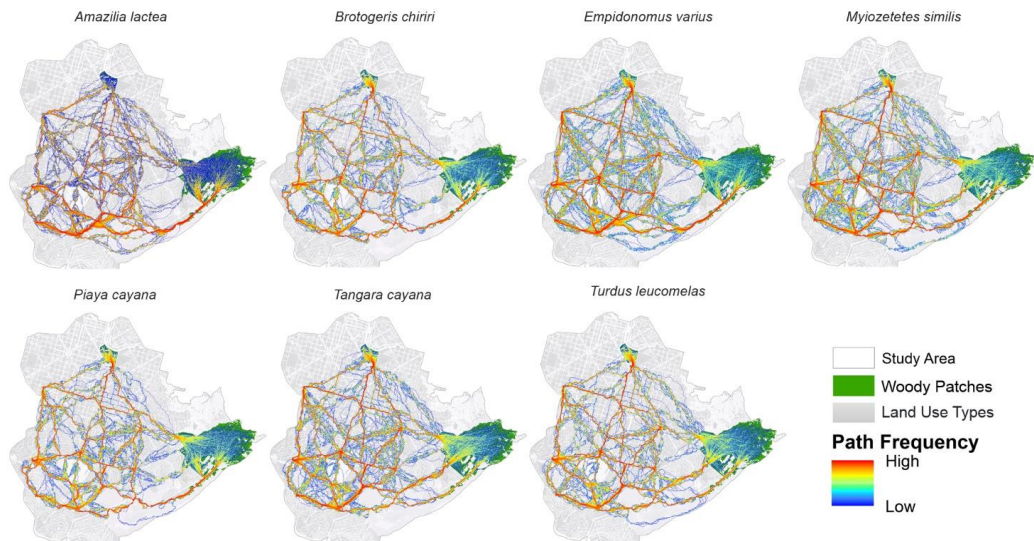 Amazilia lactea
Brotogeris chiriri
Empidonomus varius
Myiozetetes similis
Piaya cayana
Tangara cayana
Turdus leucomelas
Study Area
Woody Patches
Land Use Types
Path Frequency
High
Low